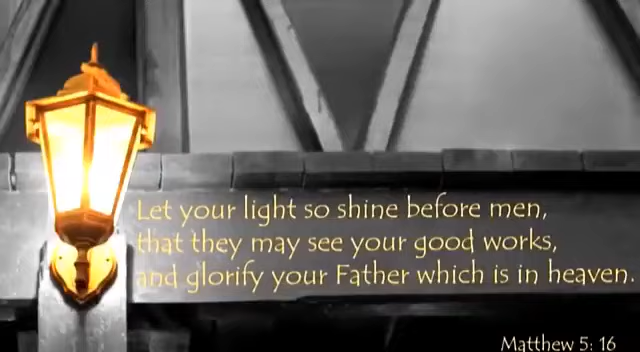 Let your light so shine before men,
that they may see your good works,
and glorify your Father which is in heaven.
Matthew 5: 16